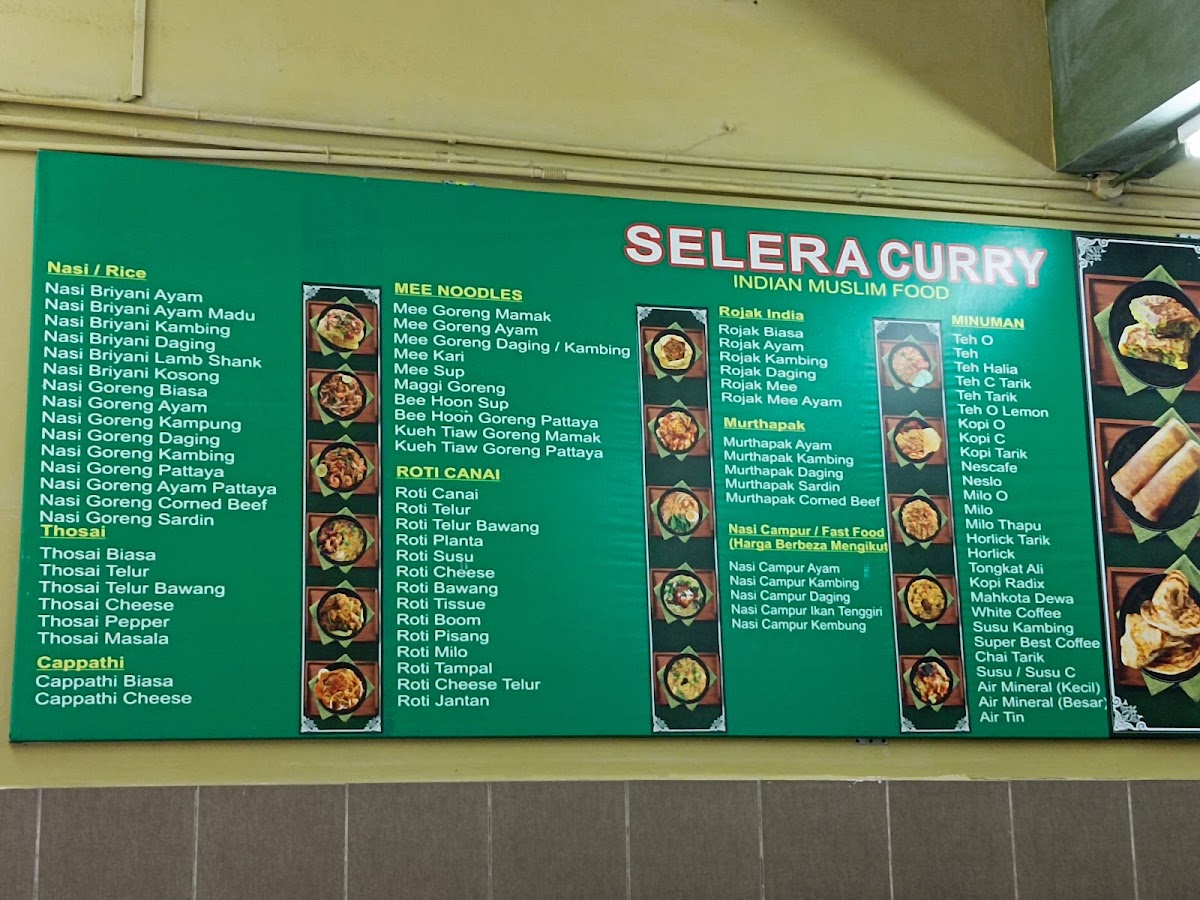 SELERA CURRY
INDIAN MUSLIM FOOD
Nasi / Rice
Nasi Briyani Ayam
Nasi Briyani Ayam Madu
Nasi Briyani Kambing
Nasi Briyani Daging
Nasi Briyani Lamb Shank
Nasi Briyani Kosong
Nasi Goreng Biasa
Nasi Goreng Ayam
Nasi Goreng Kampung
Nasi Goreng Daging
Nasi Goreng Kambing
Nasi Goreng Pattaya
Nasi Goreng Ayam Pattaya
Nasi Goreng Corned Beef
Nasi Goreng Sardin
Thosai
Thosai Biasa
Thosai Telur
Thosai Telur Bawang
Thosai Cheese
Thosai Pepper
Thosai Masala
Cappathi
Cappathi Biasa
Cappathi Cheese
MEE NOODLES
Mee Goreng Mamak
Mee Goreng Ayam
Mee Goreng Daging / Kambing
Mee Kari
Mee Sup
Maggi Goreng
Bee Hoon Sup
Bee Hoon Goreng Pattaya
Kueh Tiaw Goreng Mamak
Kueh Tiaw Goreng Pattaya
ROTI CANAI
Roti Canai
Roti Telur
Roti Telur Bawang
Roti Planta
Roti Susu
Roti Cheese
Roti Bawang
Roti Tissue
Roti Boom
Roti Pisang
Roti Milo
Roti Tampal
Roti Cheese Telur
Roti Jantan
Rojak India
Rojak Biasa
Rojak Ayam
Rojak Kambing
Rojak Daging
Rojak Mee
Rojak Mee Ayam
Murthapak
Murthapak Ayam
Murthapak Kambing
Murthapak Daging
Murthapak Sardin
Murthapak Corned Beef
Nasi Campur / Fast Food
(Harga Berbeza Mengikut
Nasi Campur Ayam
Nasi Campur Kambing
Nasi Campur Daging
Nasi Campur Ikan Tenggiri
Nasi Campur Kembung
MINUMAN
Teh O
Teh
Teh Halia
Teh C Tarik
Teh Tarik
Teh O Lemon
Kopi O
Kopi C
Kopi Tarik
Nescafe
Neslo
Milo O
Milo
Milo Thapu
Horlick Tarik
Horlick
Tongkat Ali
Kopi Radix
Mahkota Dewa
White Coffee
Susu Kambing
Super Best Coffee
Chai Tarik
Susu / Susu C
Air Mineral (Kecil)
Air Mineral (Besar)
Air Tin